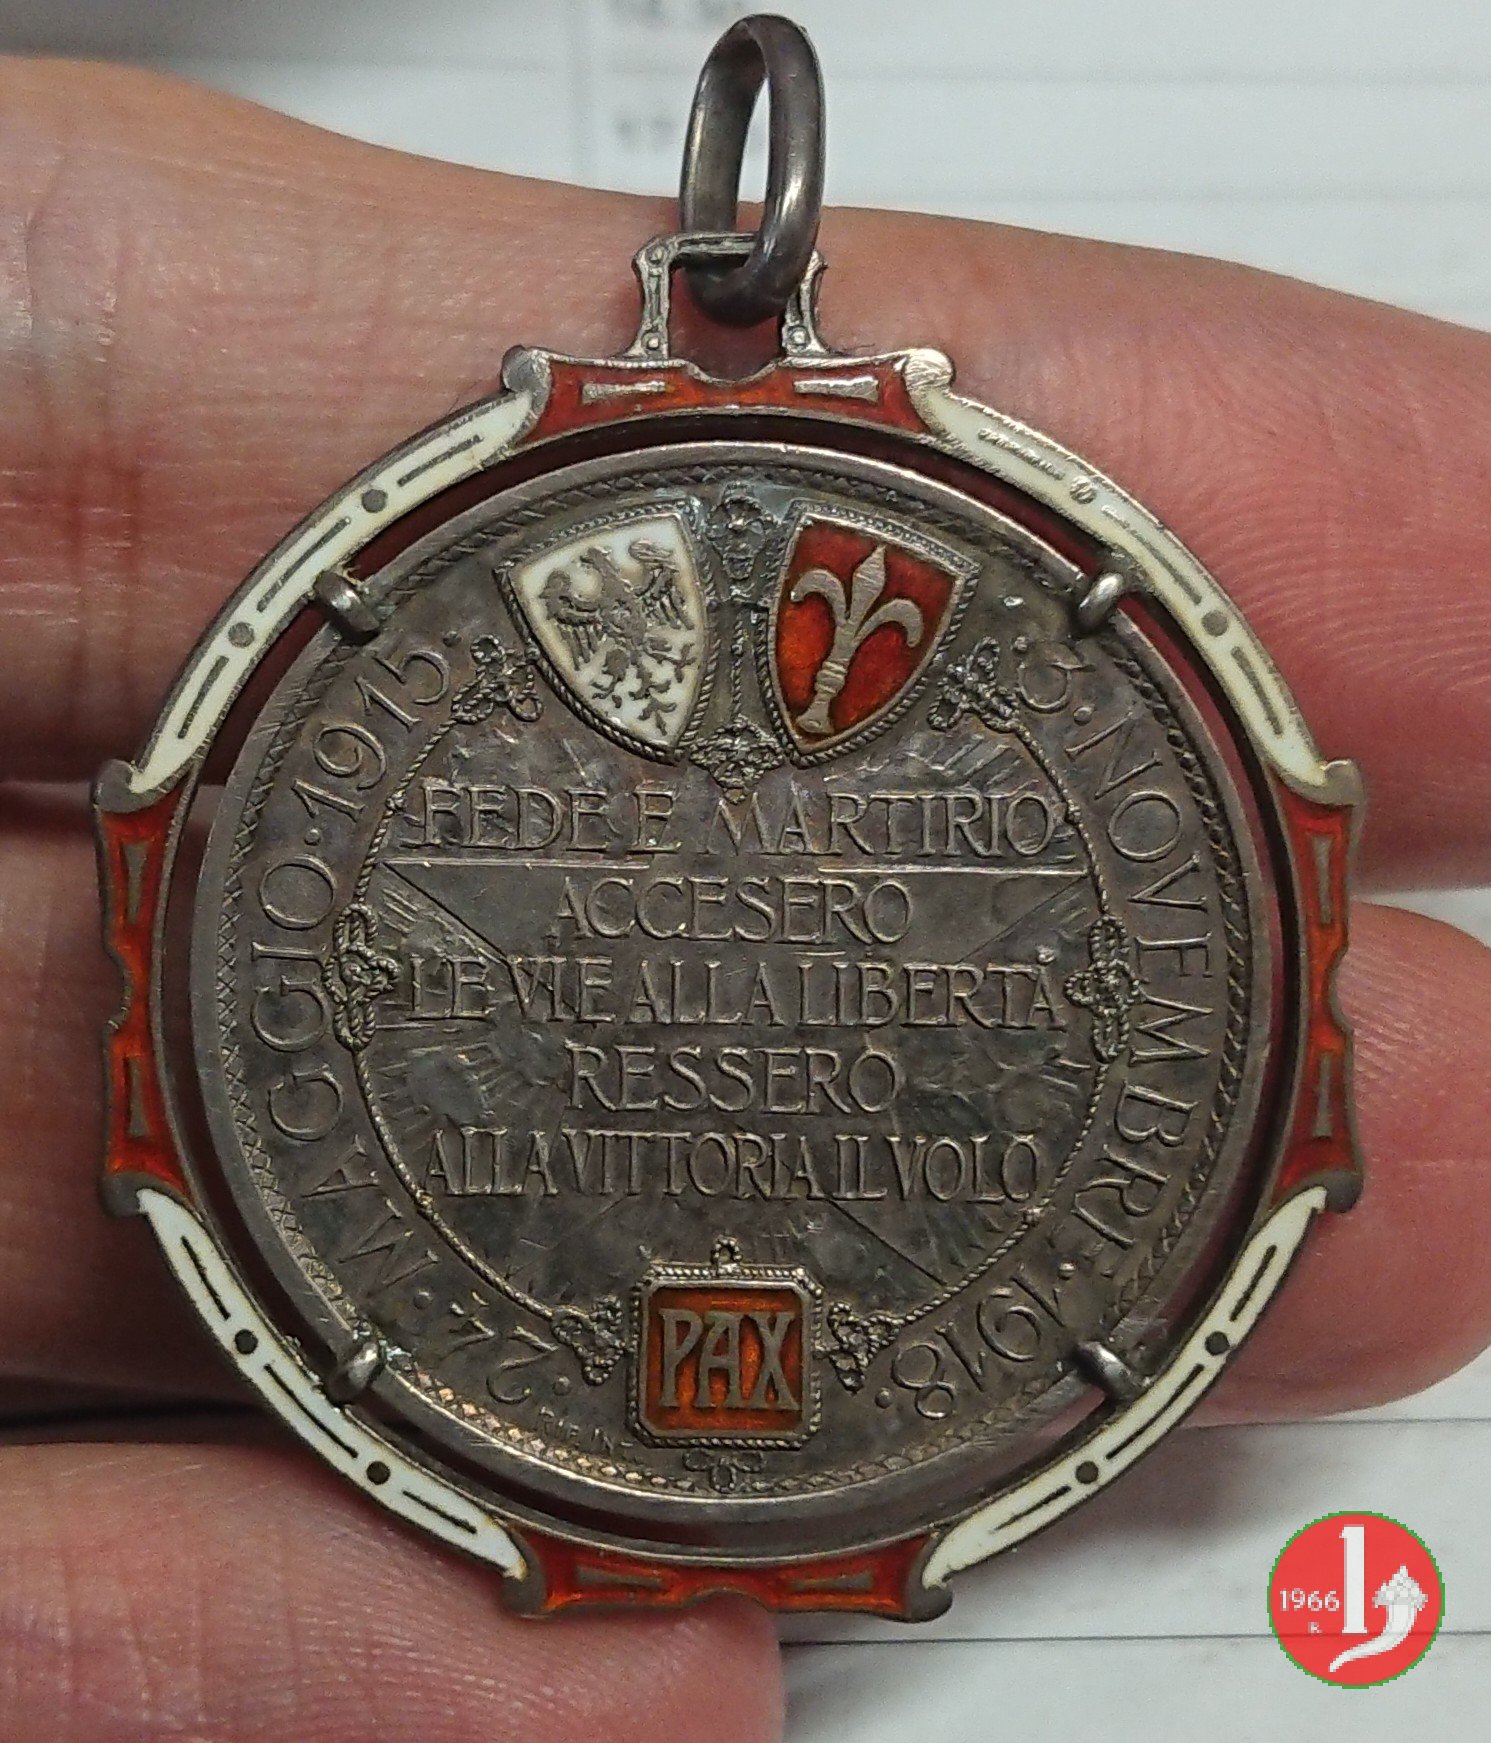 24 · MAGGIO · 1915 ·
3 · NOVEMBRE · 1918 ·
FEDE E MARTIRIO
ACCESERO
LE VIE ALLA LIBERTÀ
RESSERO
ALLA VITTORIA IL VOLO
PAX
1966
R